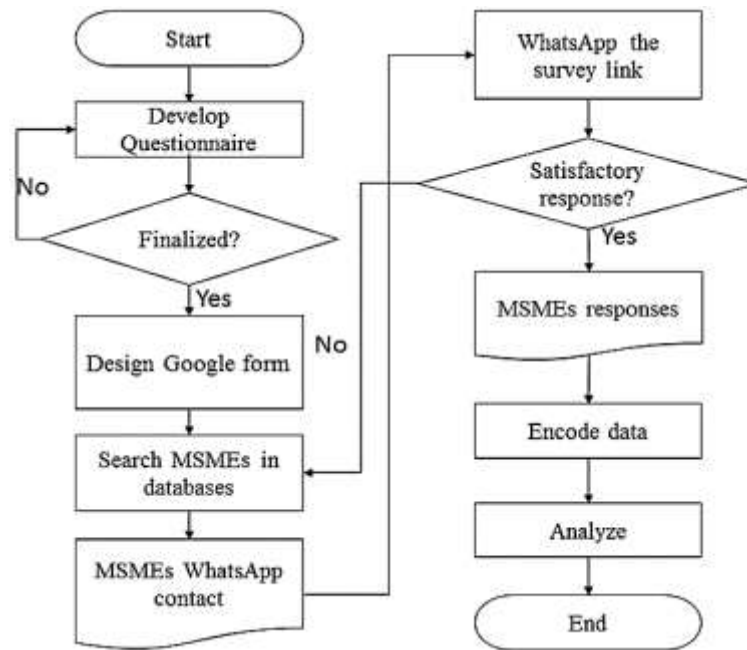 Start
Develop
Questionnaire
No
Finalized?
Yes
Design Google form
Search MSMEs in
databases
MSMEs WhatsApp
contact
WhatsApp the
survey link
Satisfactory
response?
No
Yes
MSMEs responses
Encode data
Analyze
End